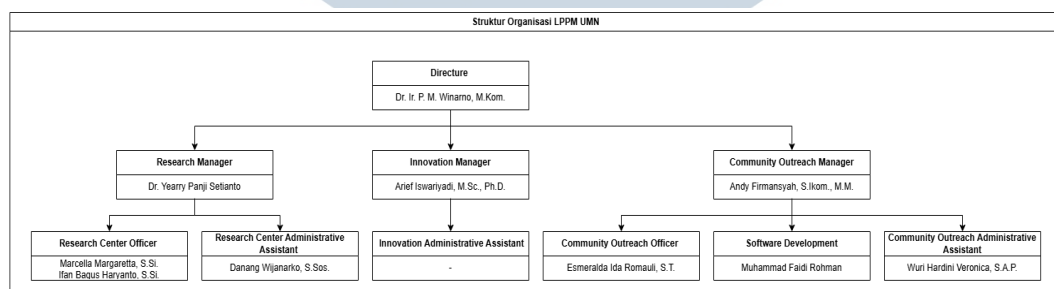 Struktur Organisasi LPPM UMN
Directure
Dr. Ir. P. M. Winarno, M.Kom.
Research Manager
Dr. Yearry Panji Setianto
Innovation Manager
Arief Iswariyadi, M.Sc., Ph.D.
Community Outreach Manager
Andy Firmansyah, S.Ikom., M.M.
Research Center Officer
Marcella Margaretta, S.Si.
Ifan Bagus Haryanto, S.Si.
Research Center Administrative
Assistant
Danang Wijanarko, S.Sos.
Innovation Administrative Assistant
-
Community Outreach Officer
Esmeralda Ida Romauli, S.T.
Software Development
Muhammad Faidi Rohman
Community Outreach Administrative
Assistant
Wuri Hardini Veronica, S.A.P.